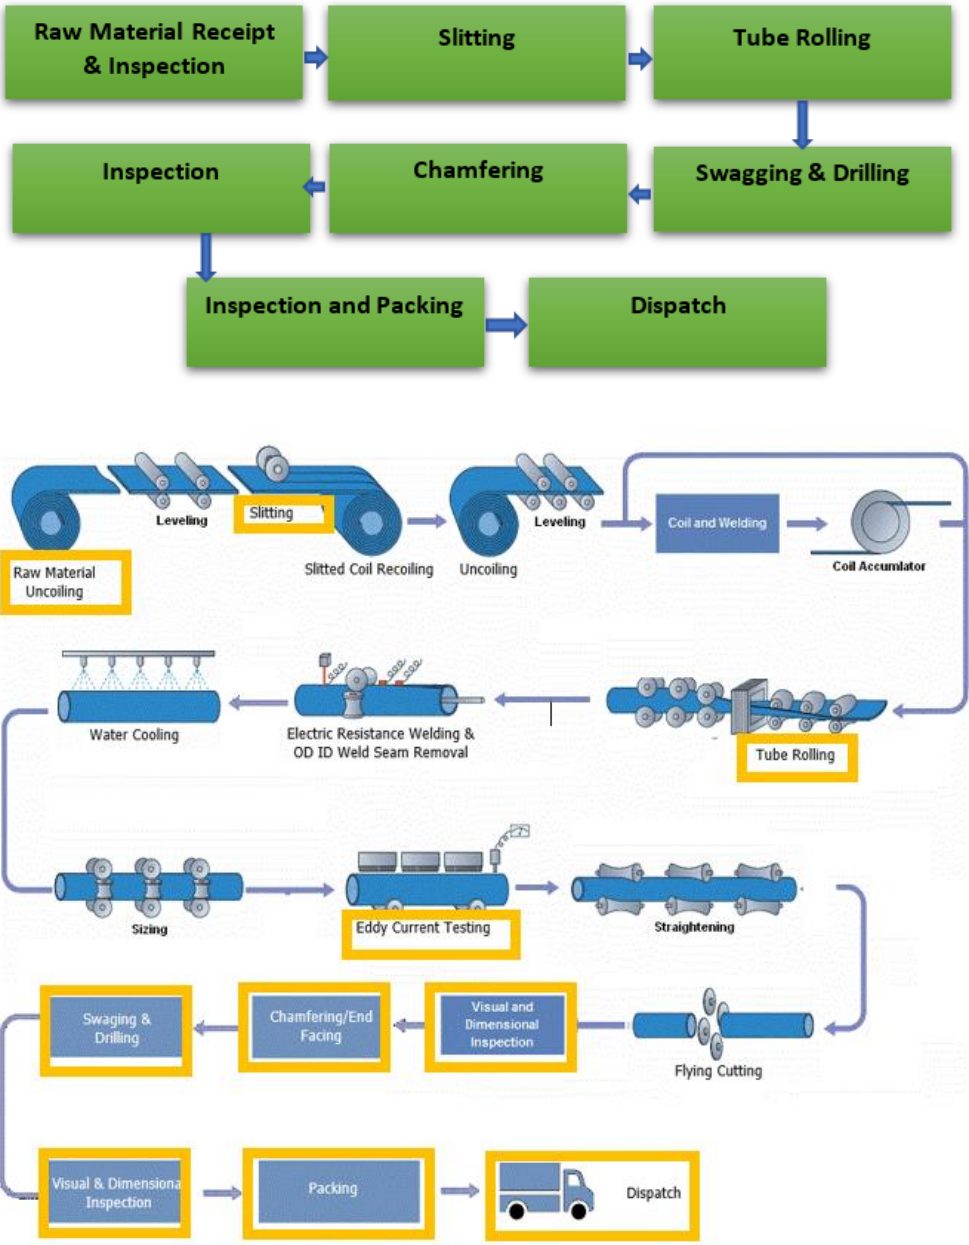 Raw Material Receipt
& Inspection
Slitting
Tube Rolling
Inspection
Chamfering
Swagging & Drilling
Inspection and Packing
Dispatch
Leveling
Slitting
Raw Material
Uncoiling
Slitted Coil Recoiling
Uncoiling
Leveling
Coil and Welding
Coil Accumlator
Water Cooling
Electric Resistance Welding &
OD ID Weld Seam Removal
Tube Rolling
Sizing
Eddy Current Testing
Straightening
Swaging &
Drilling
Chamfering/End
Facing
Visual and
Dimensional
Inspection
Flying Cutting
Visual & Dimensiona
Inspection
Packing
Dispatch